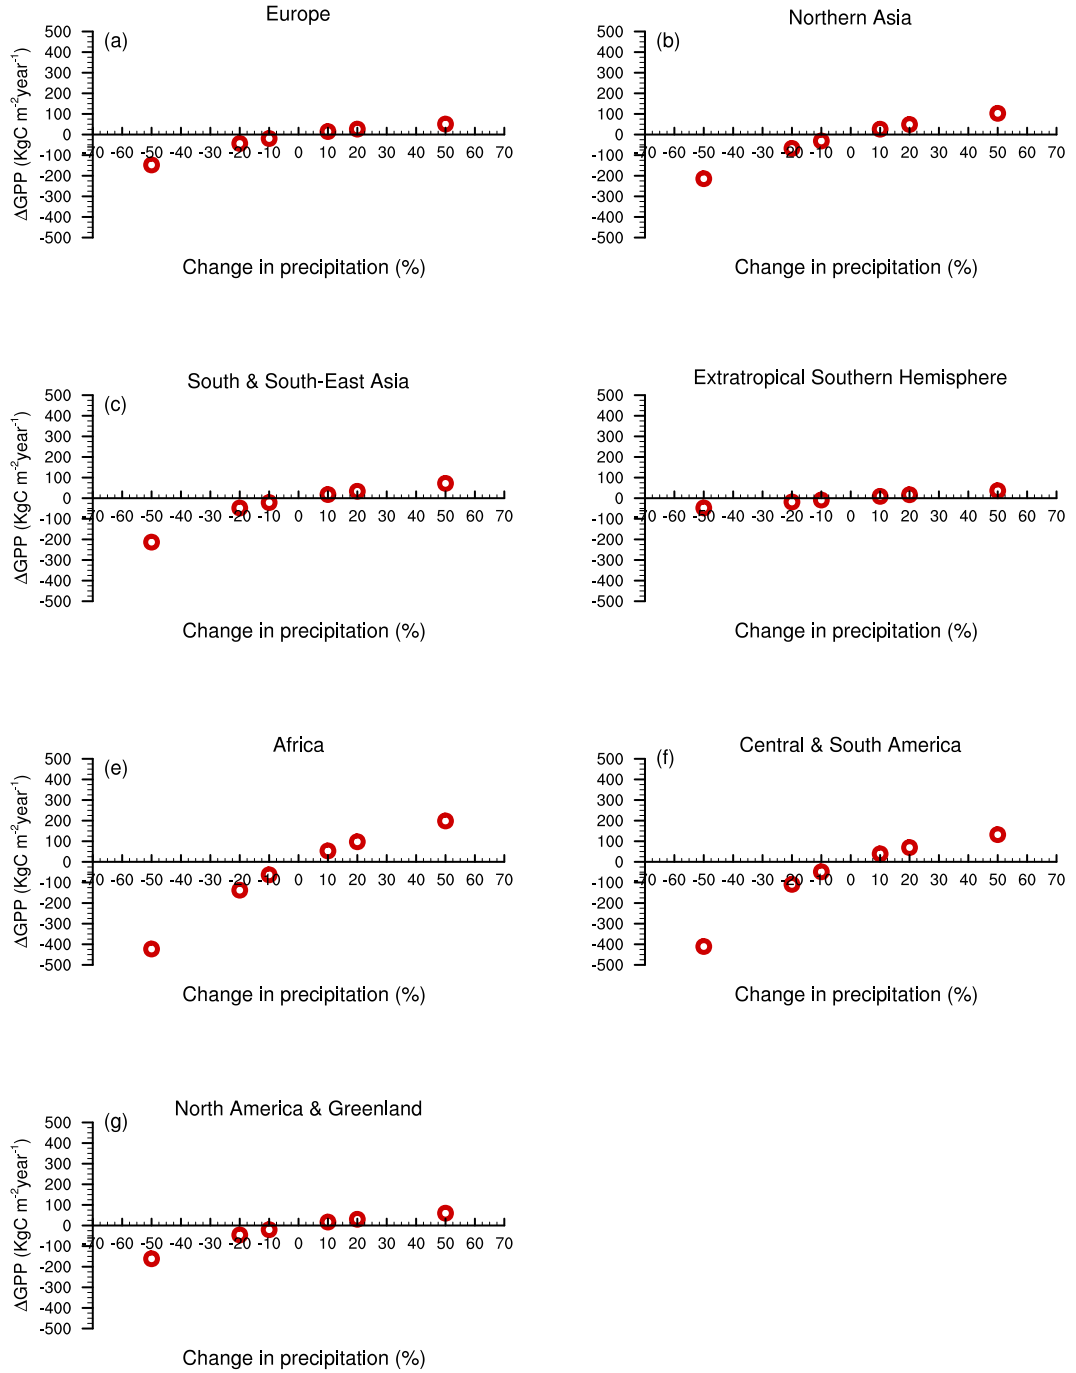 Europe
(a)
500
400
300
200
100
0
-100
-200
-300
-400
-500
ΔGPP (KgC m⁻²year⁻¹)
-70 -60 -50 -40 -30 -20 -10 0 10 20 30 40 50 60 70
Change in precipitation (%)
Northern Asia
(b)
500
400
300
200
100
0
-100
-200
-300
-400
-500
-70 -60 -50 -40 -30 -20 -10 0 10 20 30 40 50 60 70
Change in precipitation (%)
South & South-East Asia
(c)
500
400
300
200
100
0
-100
-200
-300
-400
-500
ΔGPP (KgC m⁻²year⁻¹)
-70 -60 -50 -40 -30 -20 -10 0 10 20 30 40 50 60 70
Change in precipitation (%)
Extratropical Southern Hemisphere
500
400
300
200
100
0
-100
-200
-300
-400
-500
-70 -60 -50 -40 -30 -20 -10 0 10 20 30 40 50 60 70
Change in precipitation (%)
Africa
(e)
500
400
300
200
100
0
-100
-200
-300
-400
-500
ΔGPP (KgC m⁻²year⁻¹)
-70 -60 -50 -40 -30 -20 -10 0 10 20 30 40 50 60 70
Change in precipitation (%)
Central & South America
(f)
500
400
300
200
100
0
-100
-200
-300
-400
-500
-70 -60 -50 -40 -30 -20 -10 0 10 20 30 40 50 60 70
Change in precipitation (%)
North America & Greenland
(g)
500
400
300
200
100
0
-100
-200
-300
-400
-500
ΔGPP (KgC m⁻²year⁻¹)
-70 -60 -50 -40 -30 -20 -10 0 10 20 30 40 50 60 70
Change in precipitation (%)